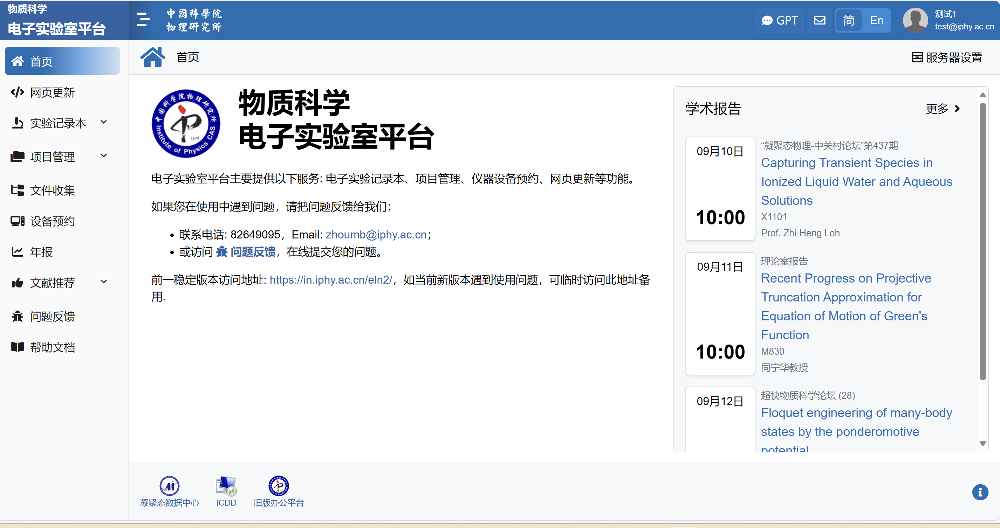 物质科学
电子实验室平台
中國科學院
物理研究所
GPT
简
En
测试1
test@iphy.ac.cn
首页
网页更新
实验记录本
项目管理
文件收集
设备预约
年报
文献推荐
问题反馈
帮助文档
首页
服务器设置
中国科学院物理研究所
Institute of Physics CAS
1928
物质科学
电子实验室平台
电子实验室平台主要提供以下服务: 电子实验记录本、项目管理、仪器设备预约、网页更新等功能。
如果您在使用中遇到问题，请把问题反馈给我们：
联系电话: 82649095，Email: zhoumb@iphy.ac.cn；
或访问 问题反馈，在线提交您的问题。
前一稳定版本访问地址: https://in.iphy.ac.cn/eln2/，如当前新版本遇到使用问题，可临时访问此地址备
用.
学术报告
更多
09月10日
10:00
“凝聚态物理-中关村论坛”第437期
Capturing Transient Species in
Ionized Liquid Water and Aqueous
Solutions
X1101
Prof. Zhi-Heng Loh
09月11日
10:00
理论室报告
Recent Progress on Projective
Truncation Approximation for
Equation of Motion of Green's
Function
M830
同宁华教授
09月12日
超快物质科学论坛 (28)
Floquet engineering of many-body
states by the ponderomotive
potential
凝聚态数据中心
ICDD
旧版办公平台